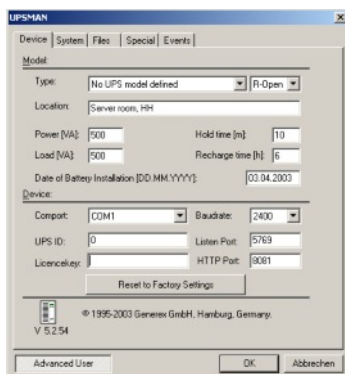 UPSMAN
Device System Files Special Events
Model:
Type: No UPS model defined R-Open
Location: Server room, HH
Power [VA]: 500 Hold time [m]: 10
Load [VA]: 500 Recharge time [h]: 6
Date of Battery Installation [DD.MM.YYYY]: 03.04.2003
Device:
Comport: COM1 Baudrate: 2400
UPS ID: 0 Listen Port: 5769
Licencekey: HTTP Port: 8081
Reset to Factory Settings
© 1995-2003 Generex GmbH, Hamburg, Germany.
V 5.2.54
Advanced User OK Abbrechen